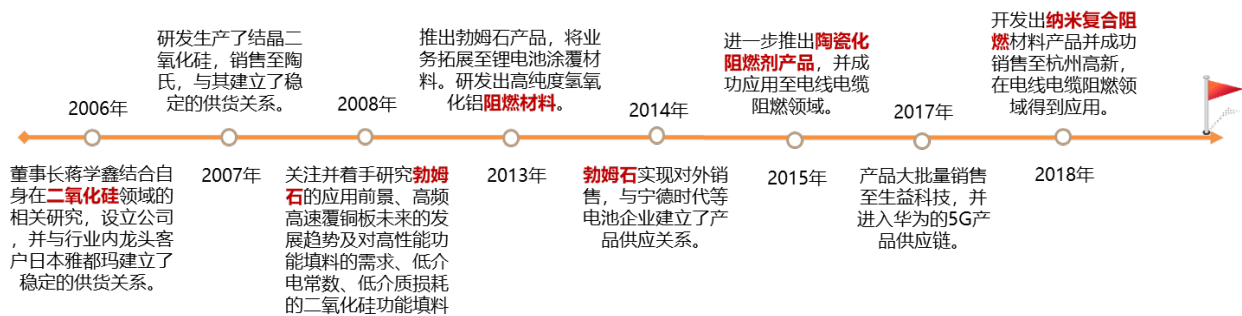 2006年
董事长蒋学鑫结合自
身在二氧化硅领域的
相关研究，设立公司
，并与行业内龙头客
户日本雅都玛建立了
稳定的供货关系。
研发生产了结晶二
氧化硅，销售至陶
氏，与其建立了稳
定的供货关系。
2007年
2008年
关注并着手研究勃姆
石的应用前景、高频
高速覆铜板未来的发
展趋势及对高性能功
能填料的需求、低介
电常数、低介质损耗
的二氧化硅功能填料
推出勃姆石产品，将业
务拓展至锂电池涂覆材
料。研发出高纯度氢氧
化铝阻燃材料。
2013年
2014年
勃姆石实现对外销
售，与宁德时代等
电池企业建立了产
品供应关系。
进一步推出陶瓷化
阻燃剂产品，并成
功应用至电线电缆
阻燃领域。
2015年
2017年
产品大批量销售
至生益科技，并
进入华为的5G产
品供应链。
开发出纳米复合阻
燃材料产品并成功
销售至杭州高新，
在电线电缆阻燃领
域得到应用。
2018年